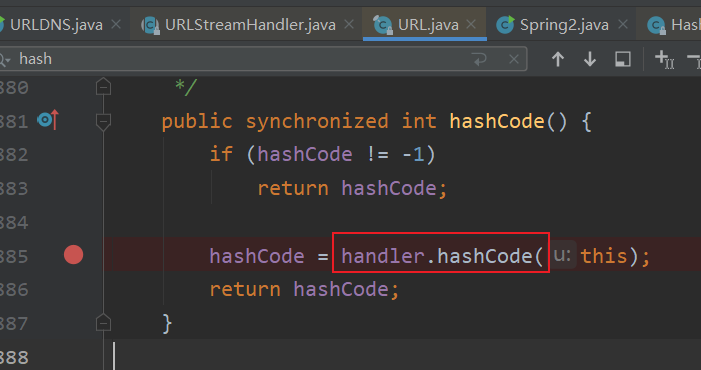 URLDNS.java URLStreamHandler.java URL.java Spring2.java Hash
hash
880 */
881 public synchronized int hashCode() {
882 if (hashCode != -1)
883 return hashCode;
884
885 hashCode = handler.hashCode( u: this);
886 return hashCode;
887 }
888